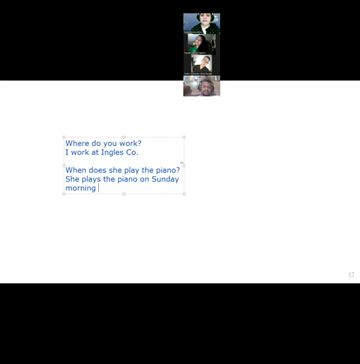 Where do you work?
I work at Ingles Co.
When does she play the piano?
She plays the piano on Sunday
morning